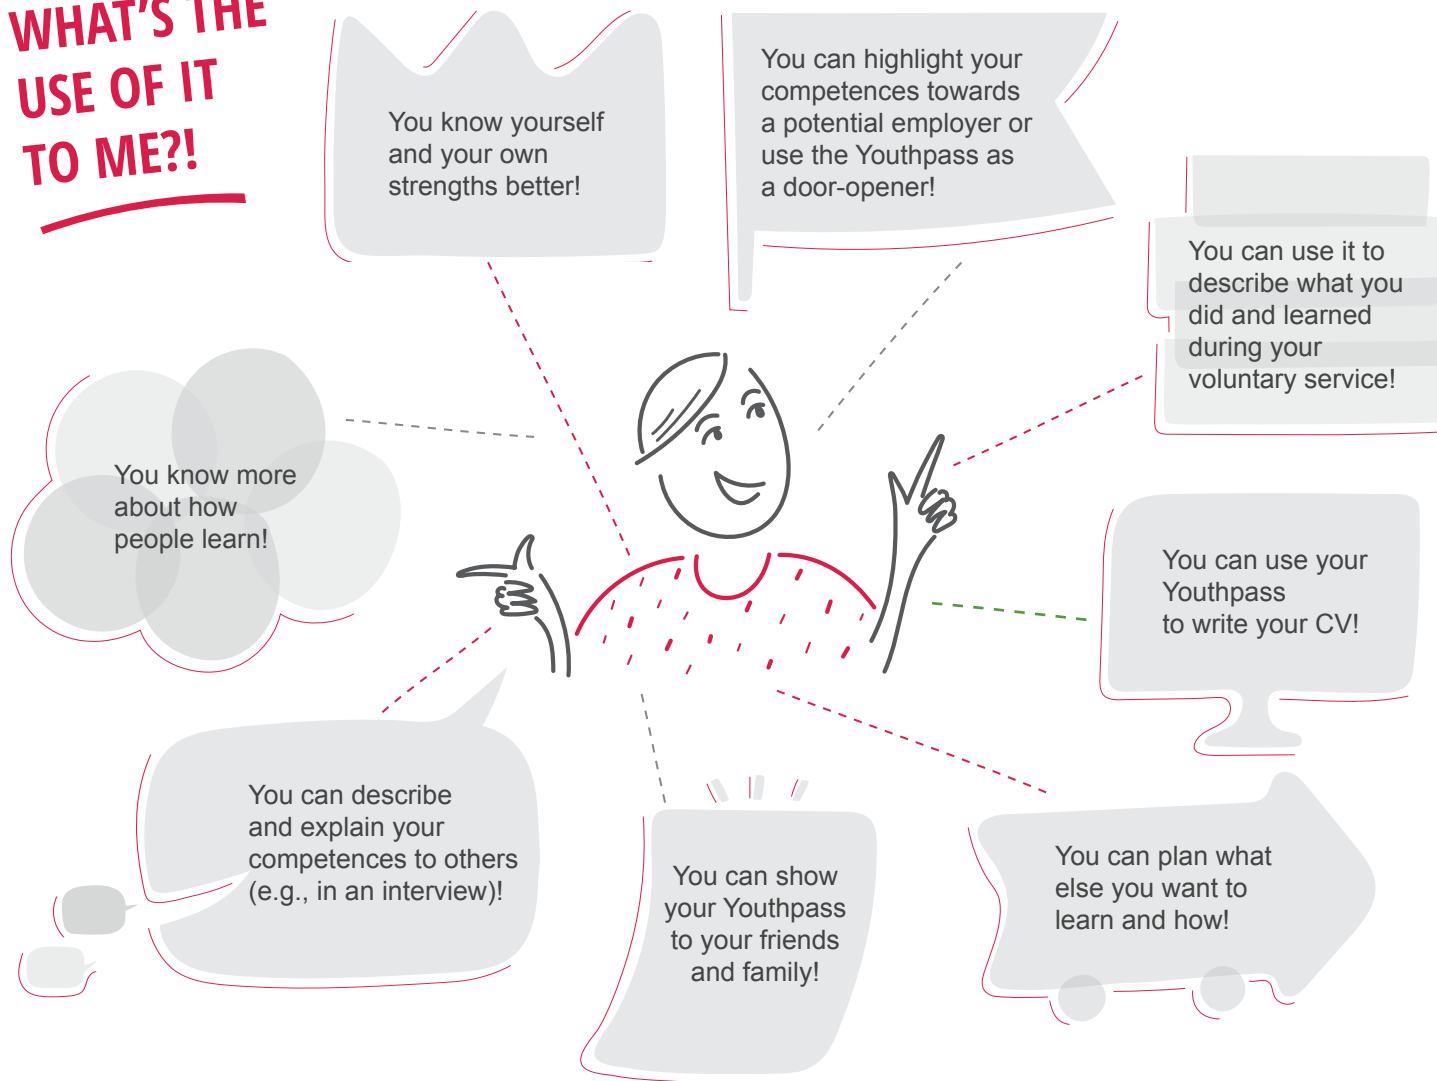 WHAT'S THE
USE OF IT
TO ME?!
You know yourself
and your own
strengths better!
You can highlight your
competences towards
a potential employer or
use the Youthpass as
a door-opener!
You can use it to
describe what you
did and learned
during your
voluntary service!
You know more
about how
people learn!
You can use your
Youthpass
to write your CV!
You can describe
and explain your
competences to others
(e.g., in an interview)!
You can show
your Youthpass
to your friends
and family!
You can plan what
else you want to
learn and how!